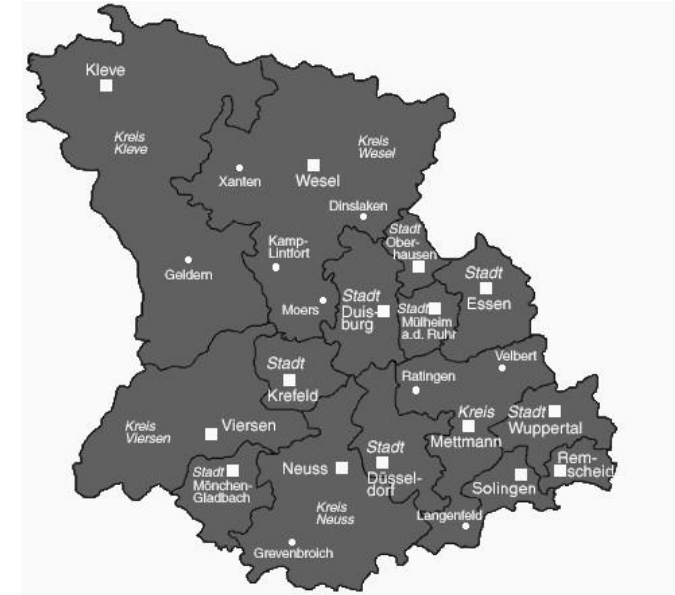 Kleve
Kreis
Kleve
Kreis
Wesel
Xanten
Wesel
Dinslaken
Stadt
Ober-
hausen
Kamp-
Lintfort
Geldern
Moers
Stadt
Duis-
burg
Stadt
Mülheim
a.d. Ruhr
Stadt
Essen
Velbert
Stadt
Krefeld
Ratingen
Kreis
Mettmann
Stadt
Wuppertal
Kreis
Viersen
Viersen
Stadt
Mönchen-
Gladbach
Neuss
Kreis
Neuss
Stadt
Düssel-
dorf
Rem-
scheid
Solingen
Langenfeld
Grevenbroich